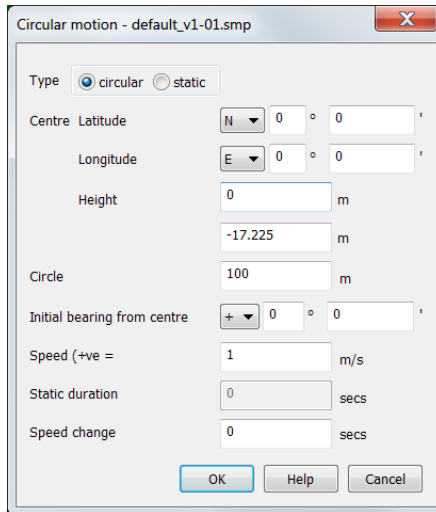 Circular motion - default_v1-01.smp
Type circular static
Centre Latitude N 0 ° 0 '
Longitude E 0 ° 0 '
Height 0 m
-17.225 m
Circle 100 m
Initial bearing from centre + 0 ° 0 '
Speed (+ve = 1 m/s
Static duration 0 secs
Speed change 0 secs
OK Help Cancel